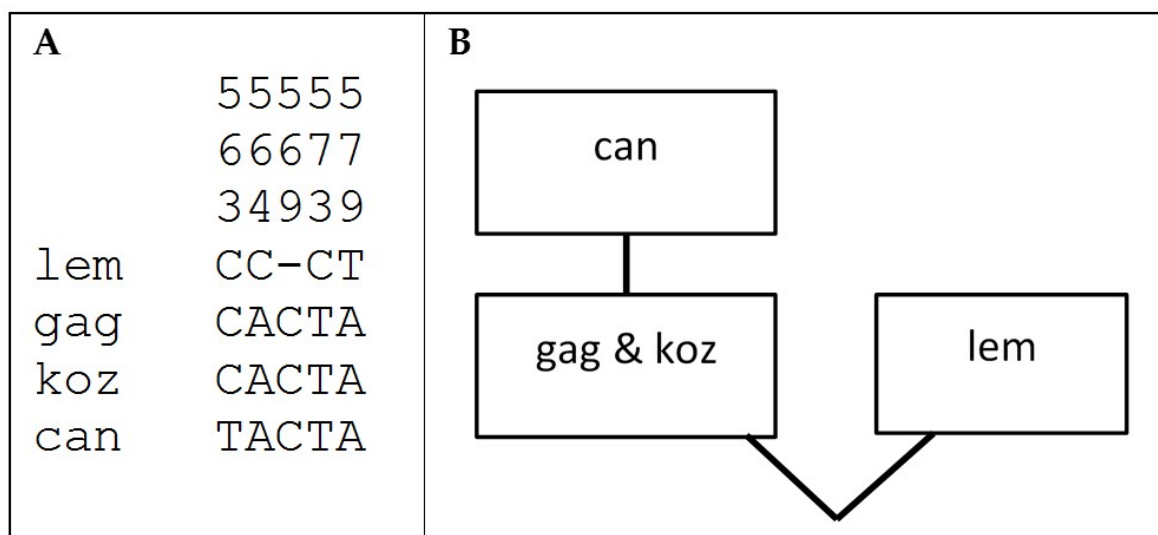 A
55555
66677
34939
lem CC-CT
gag CACTA
koz CACTA
can TACTA
B
can
gag & koz
lem